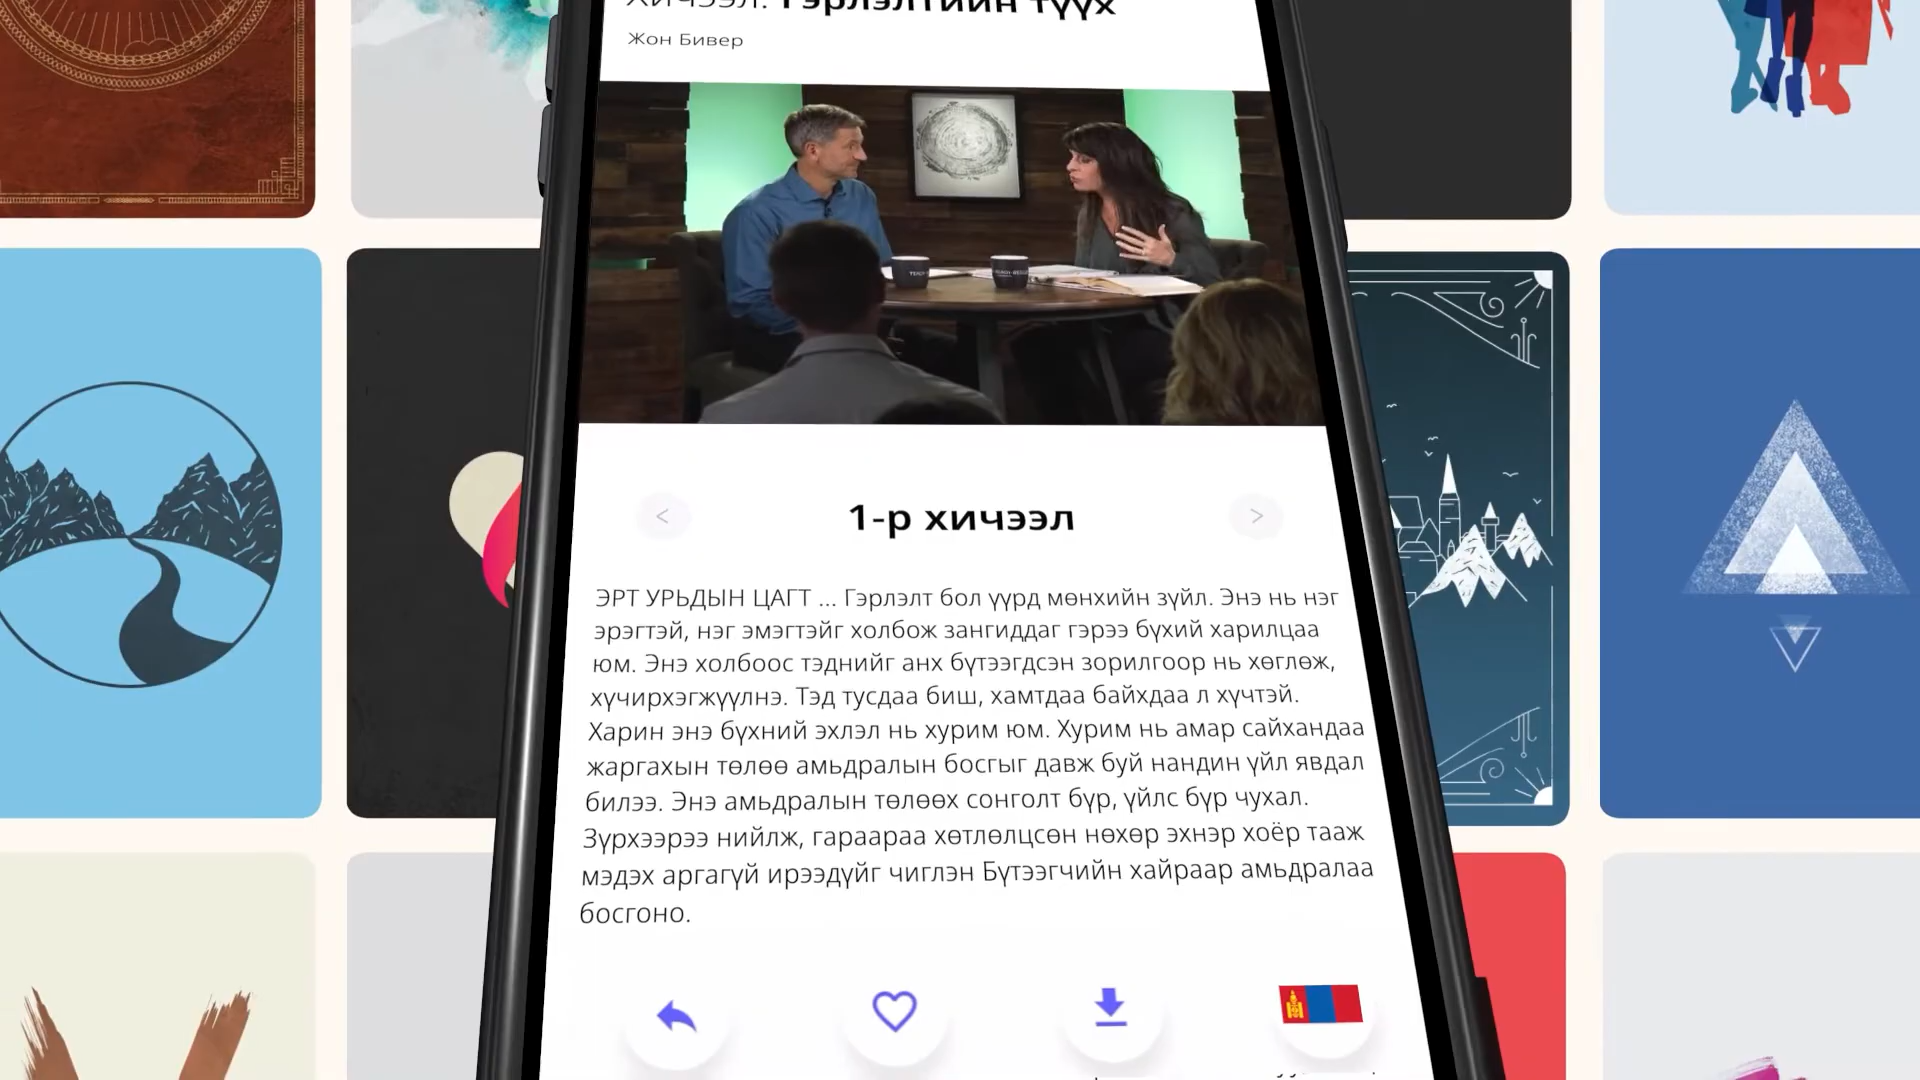 Хичээл: Гэрлэлтийн түүх
Жон Бивер
< 1-р хичээл >
ЭРТ УРЬДЫН ЦАГТ ... Гэрлэлт бол үүрд мөнхийн зүйл. Энэ нь нэг
эрэгтэй, нэг эмэгтэйг холбож зангиддаг гэрээ бүхий харилцаа
юм. Энэ холбоос тэднийг анх бүтээгдсэн зорилгоор нь хөглөж,
хүчирхэгжүүлнэ. Тэд тусдаа биш, хамтдаа байхдаа л хүчтэй.
Харин энэ бүхний эхлэл нь хурим юм. Хурим нь амар сайхандаа
жаргахын төлөө амьдралын босгыг давж буй нандин үйл явдал
билээ. Энэ амьдралын төлөөх сонголт бүр, үйлс бүр чухал.
Зүрхээрээ нийлж, гараараа хөтлөлцсөн нөхөр эхнэр хоёр тааж
мэдэх аргагүй ирээдүйг чиглэн Бүтээгчийн хайраар амьдралаа
босгоно.